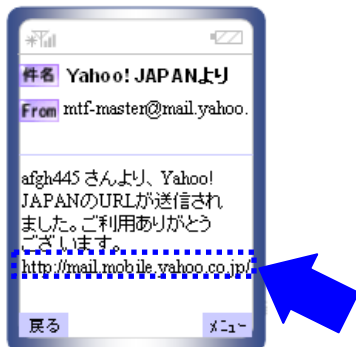 件名 Yahoo! JAPANより
From mtf-master@mail.yahoo.
afgh445 さんより、Yahoo!
JAPANのURLが送信され
ました。ご利用ありがとう
ございます。
http://mail.mobile.yahoo.co.jp/
戻る メニュー